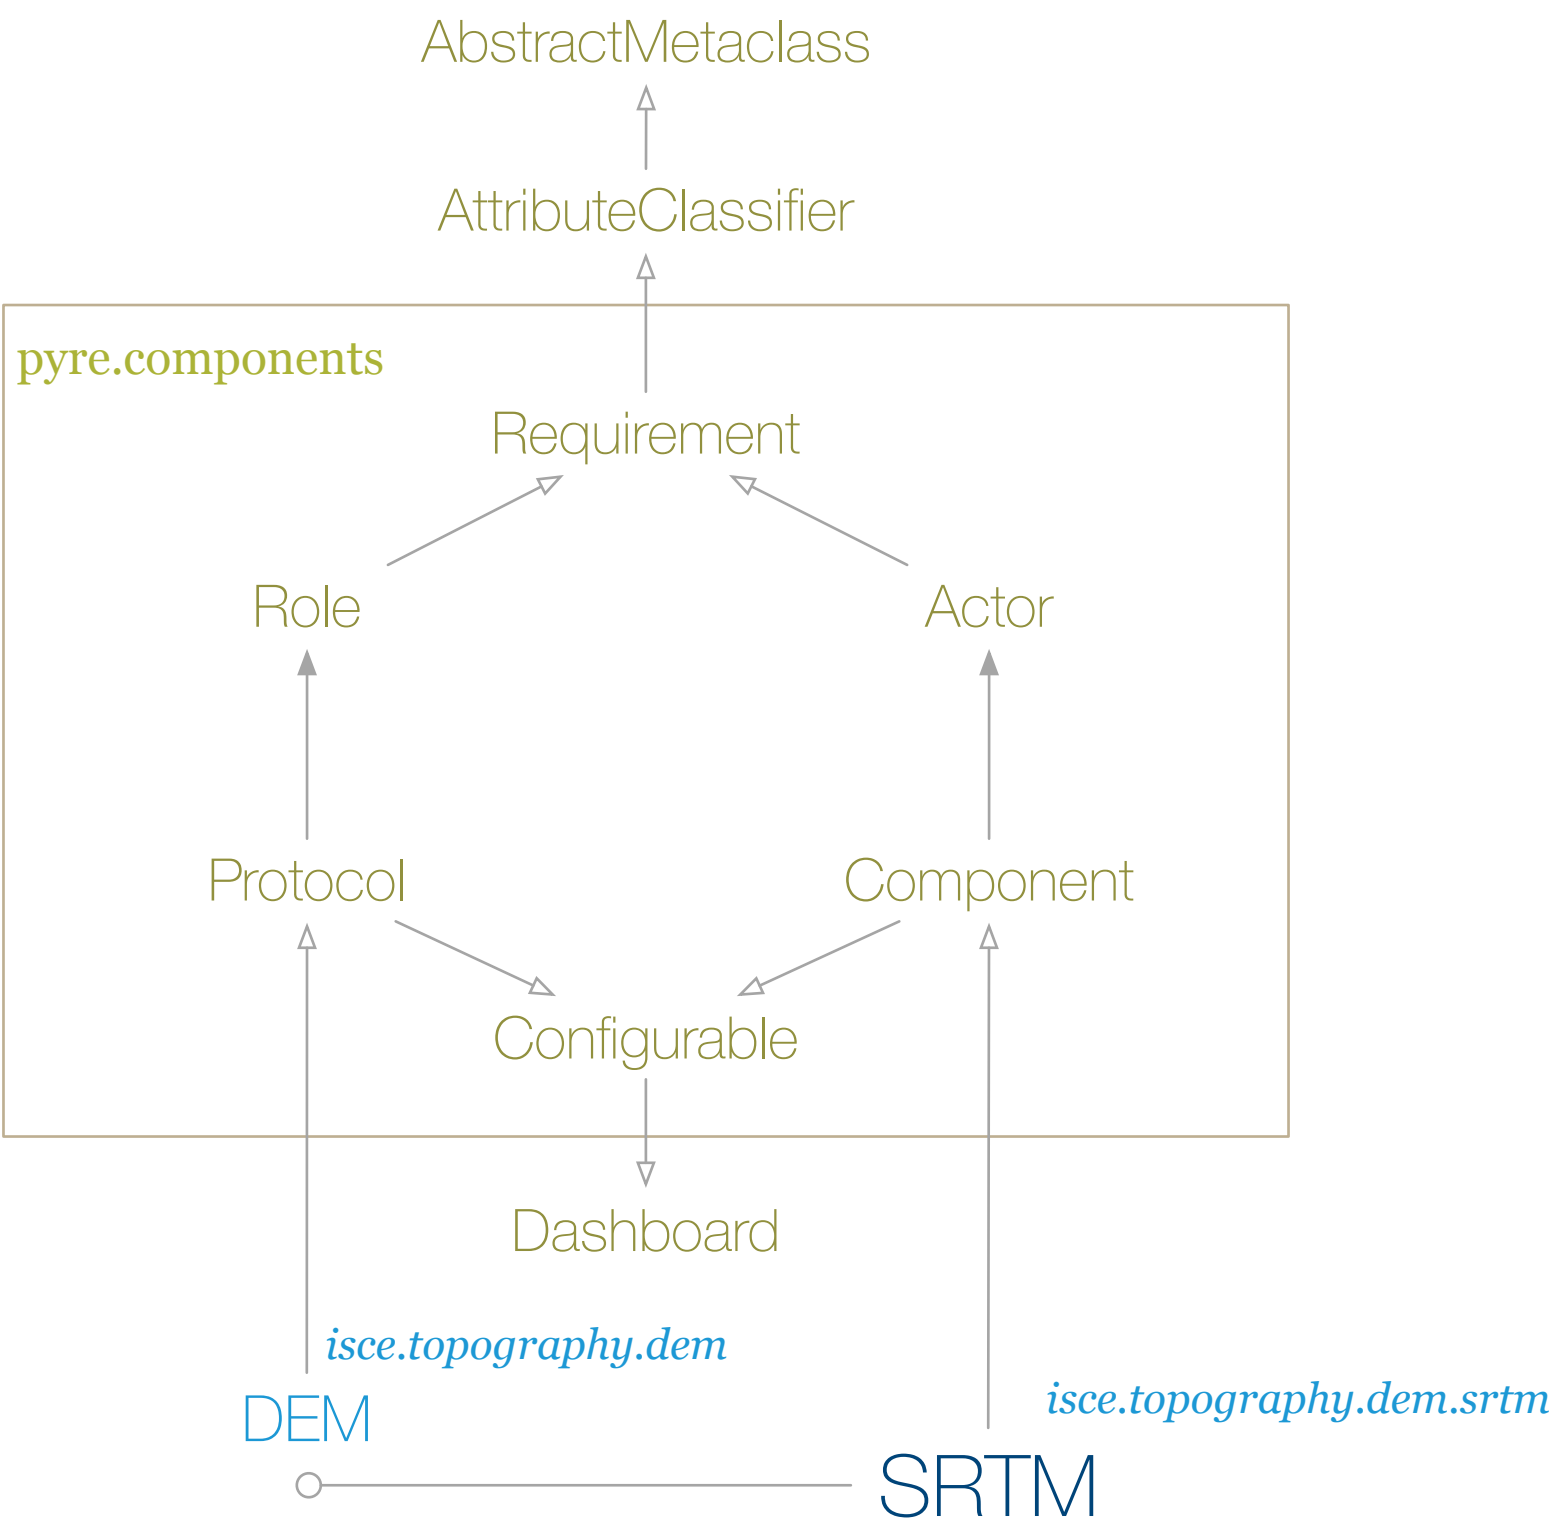 AbstractMetaclass
AttributeClassifier
pyre.components
Requirement
Role
Actor
Protocol
Component
Configurable
Dashboard
isce.topography.dem
DEM
isce.topography.dem.srtm
SRTM